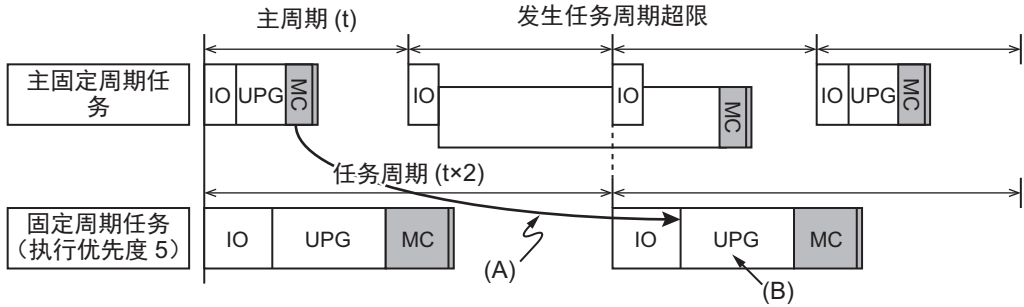 主周期 (t)
发生任务周期超限
主固定周期任
务
IO
UPG
MC
IO
IO
MC
IO
UPG
MC
任务周期 (t×2)
固定周期任务
（执行优先度 5）
IO
UPG
MC
IO
UPG
MC
(A)
(B)